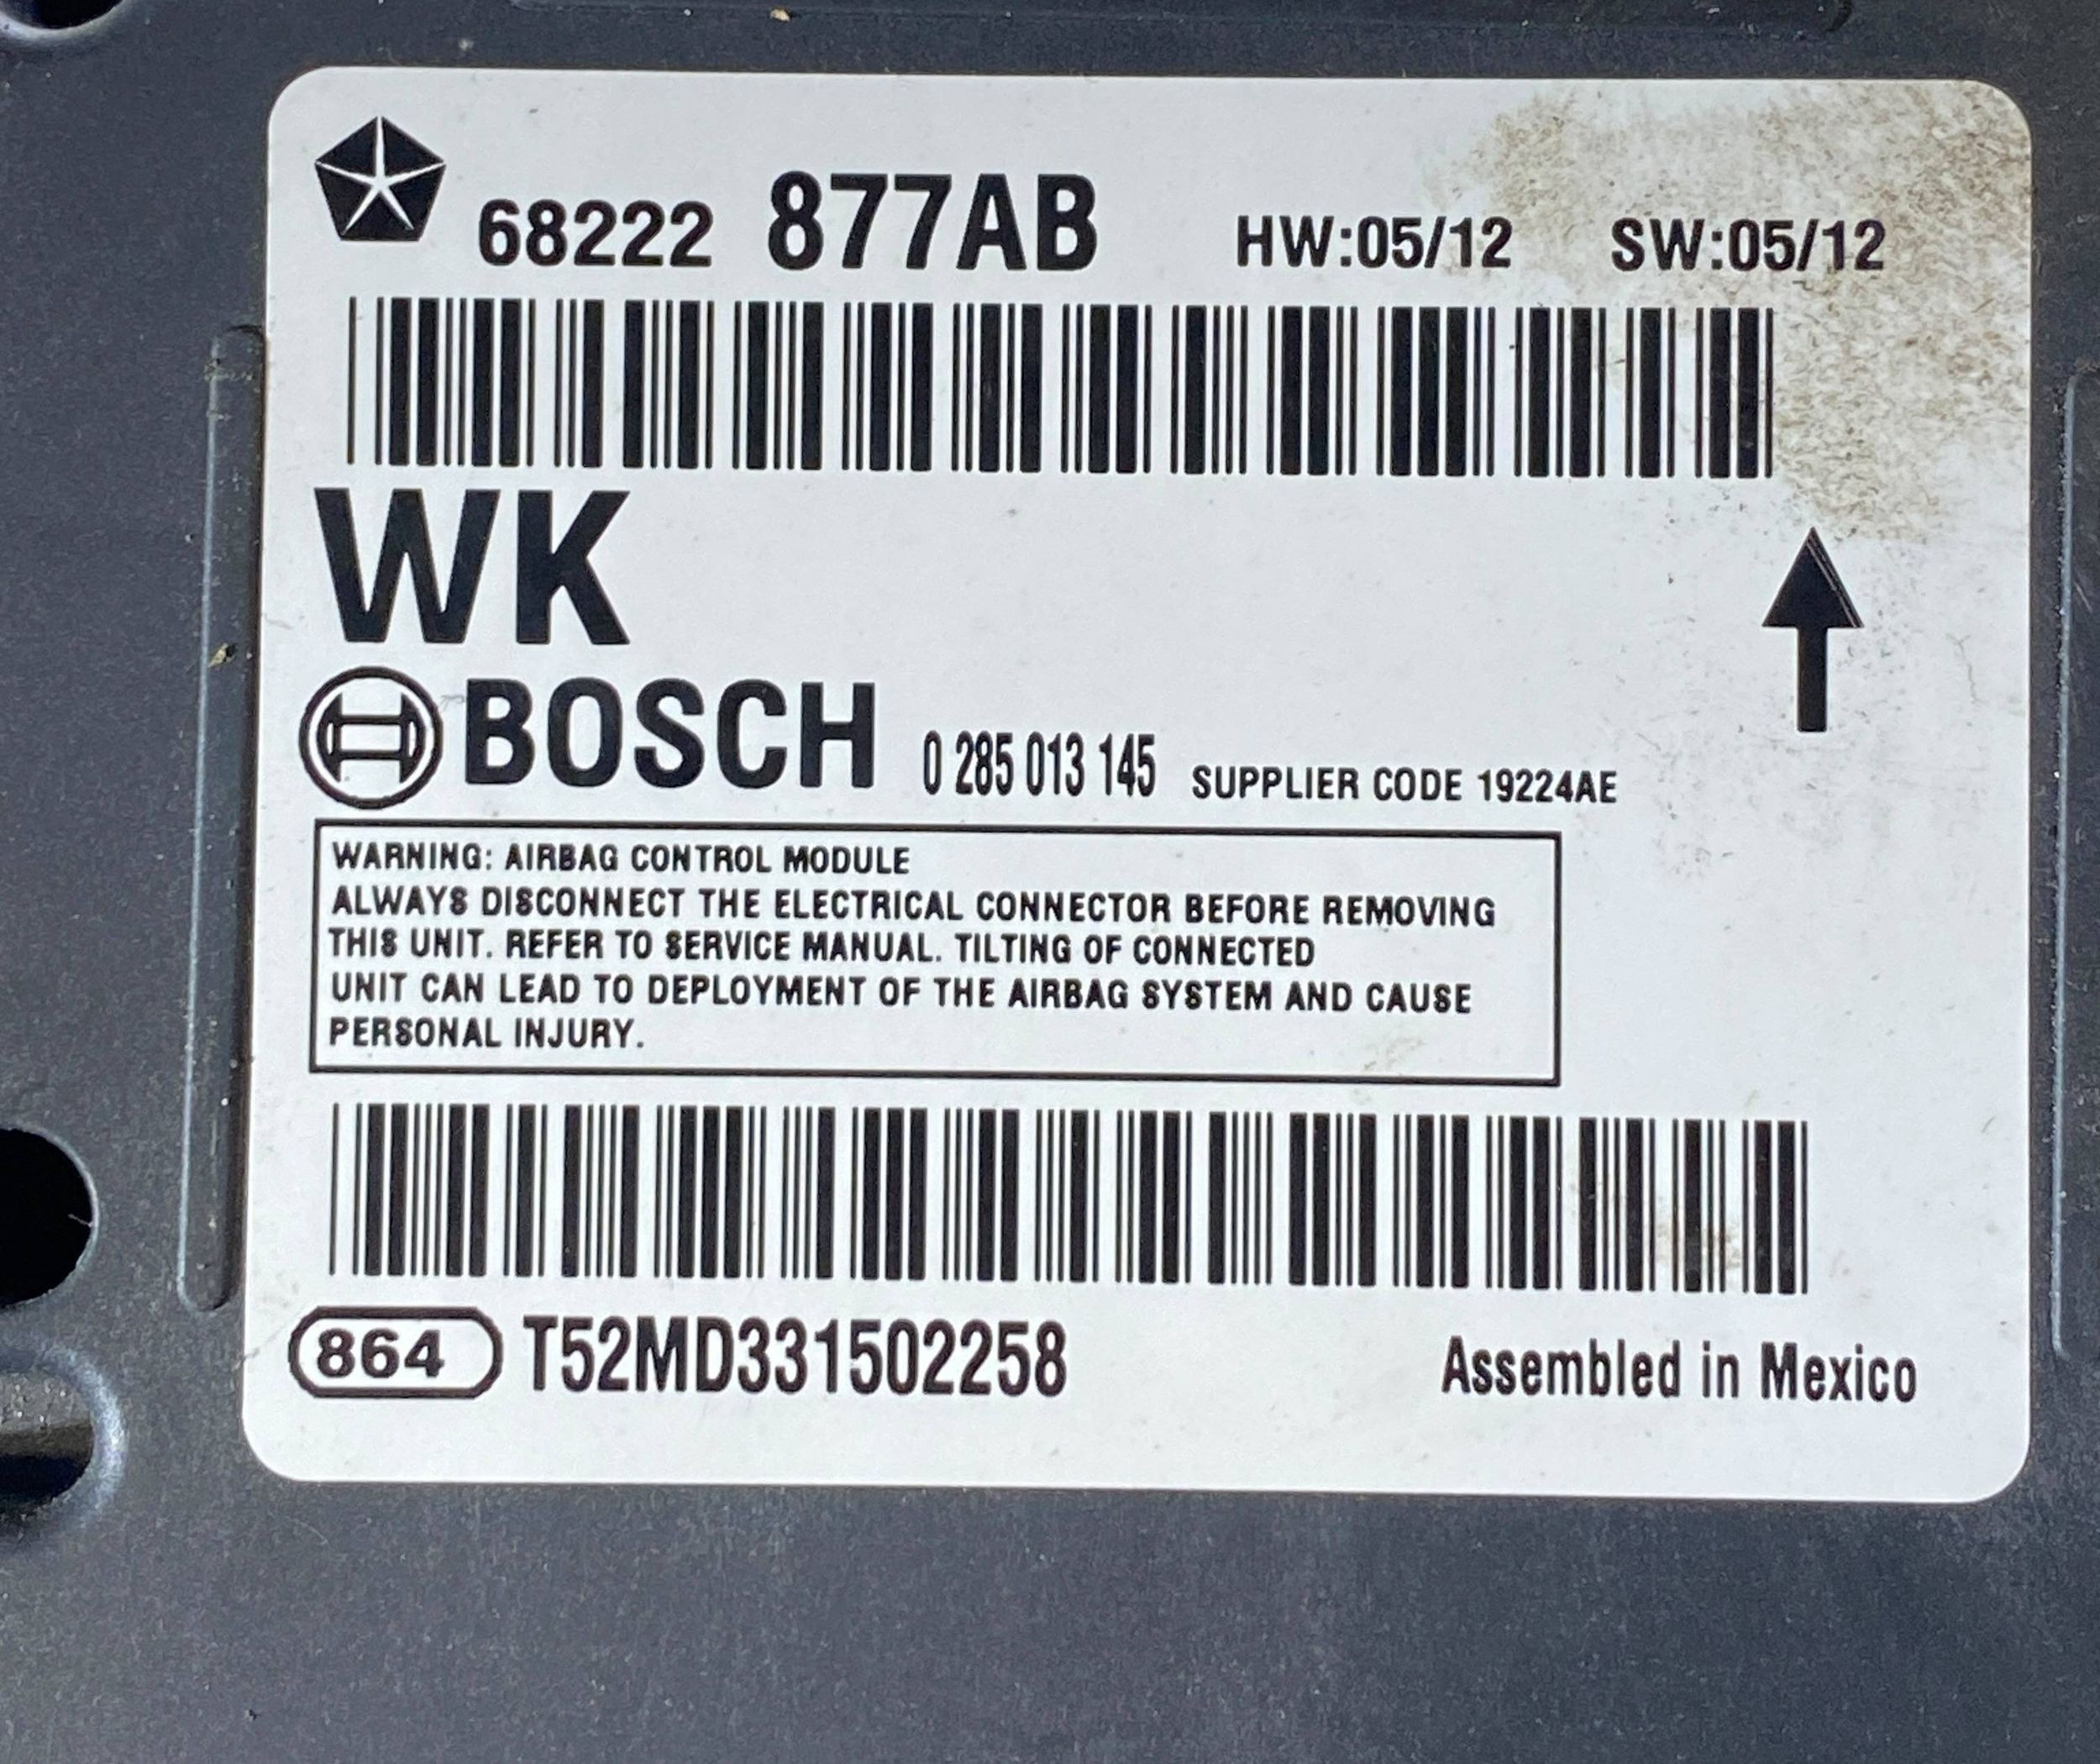 68222 877AB HW:05/12 SW:05/12
WK
BOSCH 0 285 013 145 SUPPLIER CODE 19224AE
WARNING: AIRBAG CONTROL MODULE
ALWAYS DISCONNECT THE ELECTRICAL CONNECTOR BEFORE REMOVING
THIS UNIT. REFER TO SERVICE MANUAL. TILTING OF CONNECTED
UNIT CAN LEAD TO DEPLOYMENT OF THE AIRBAG SYSTEM AND CAUSE
PERSONAL INJURY.
864 T52MD331502258 Assembled in Mexico